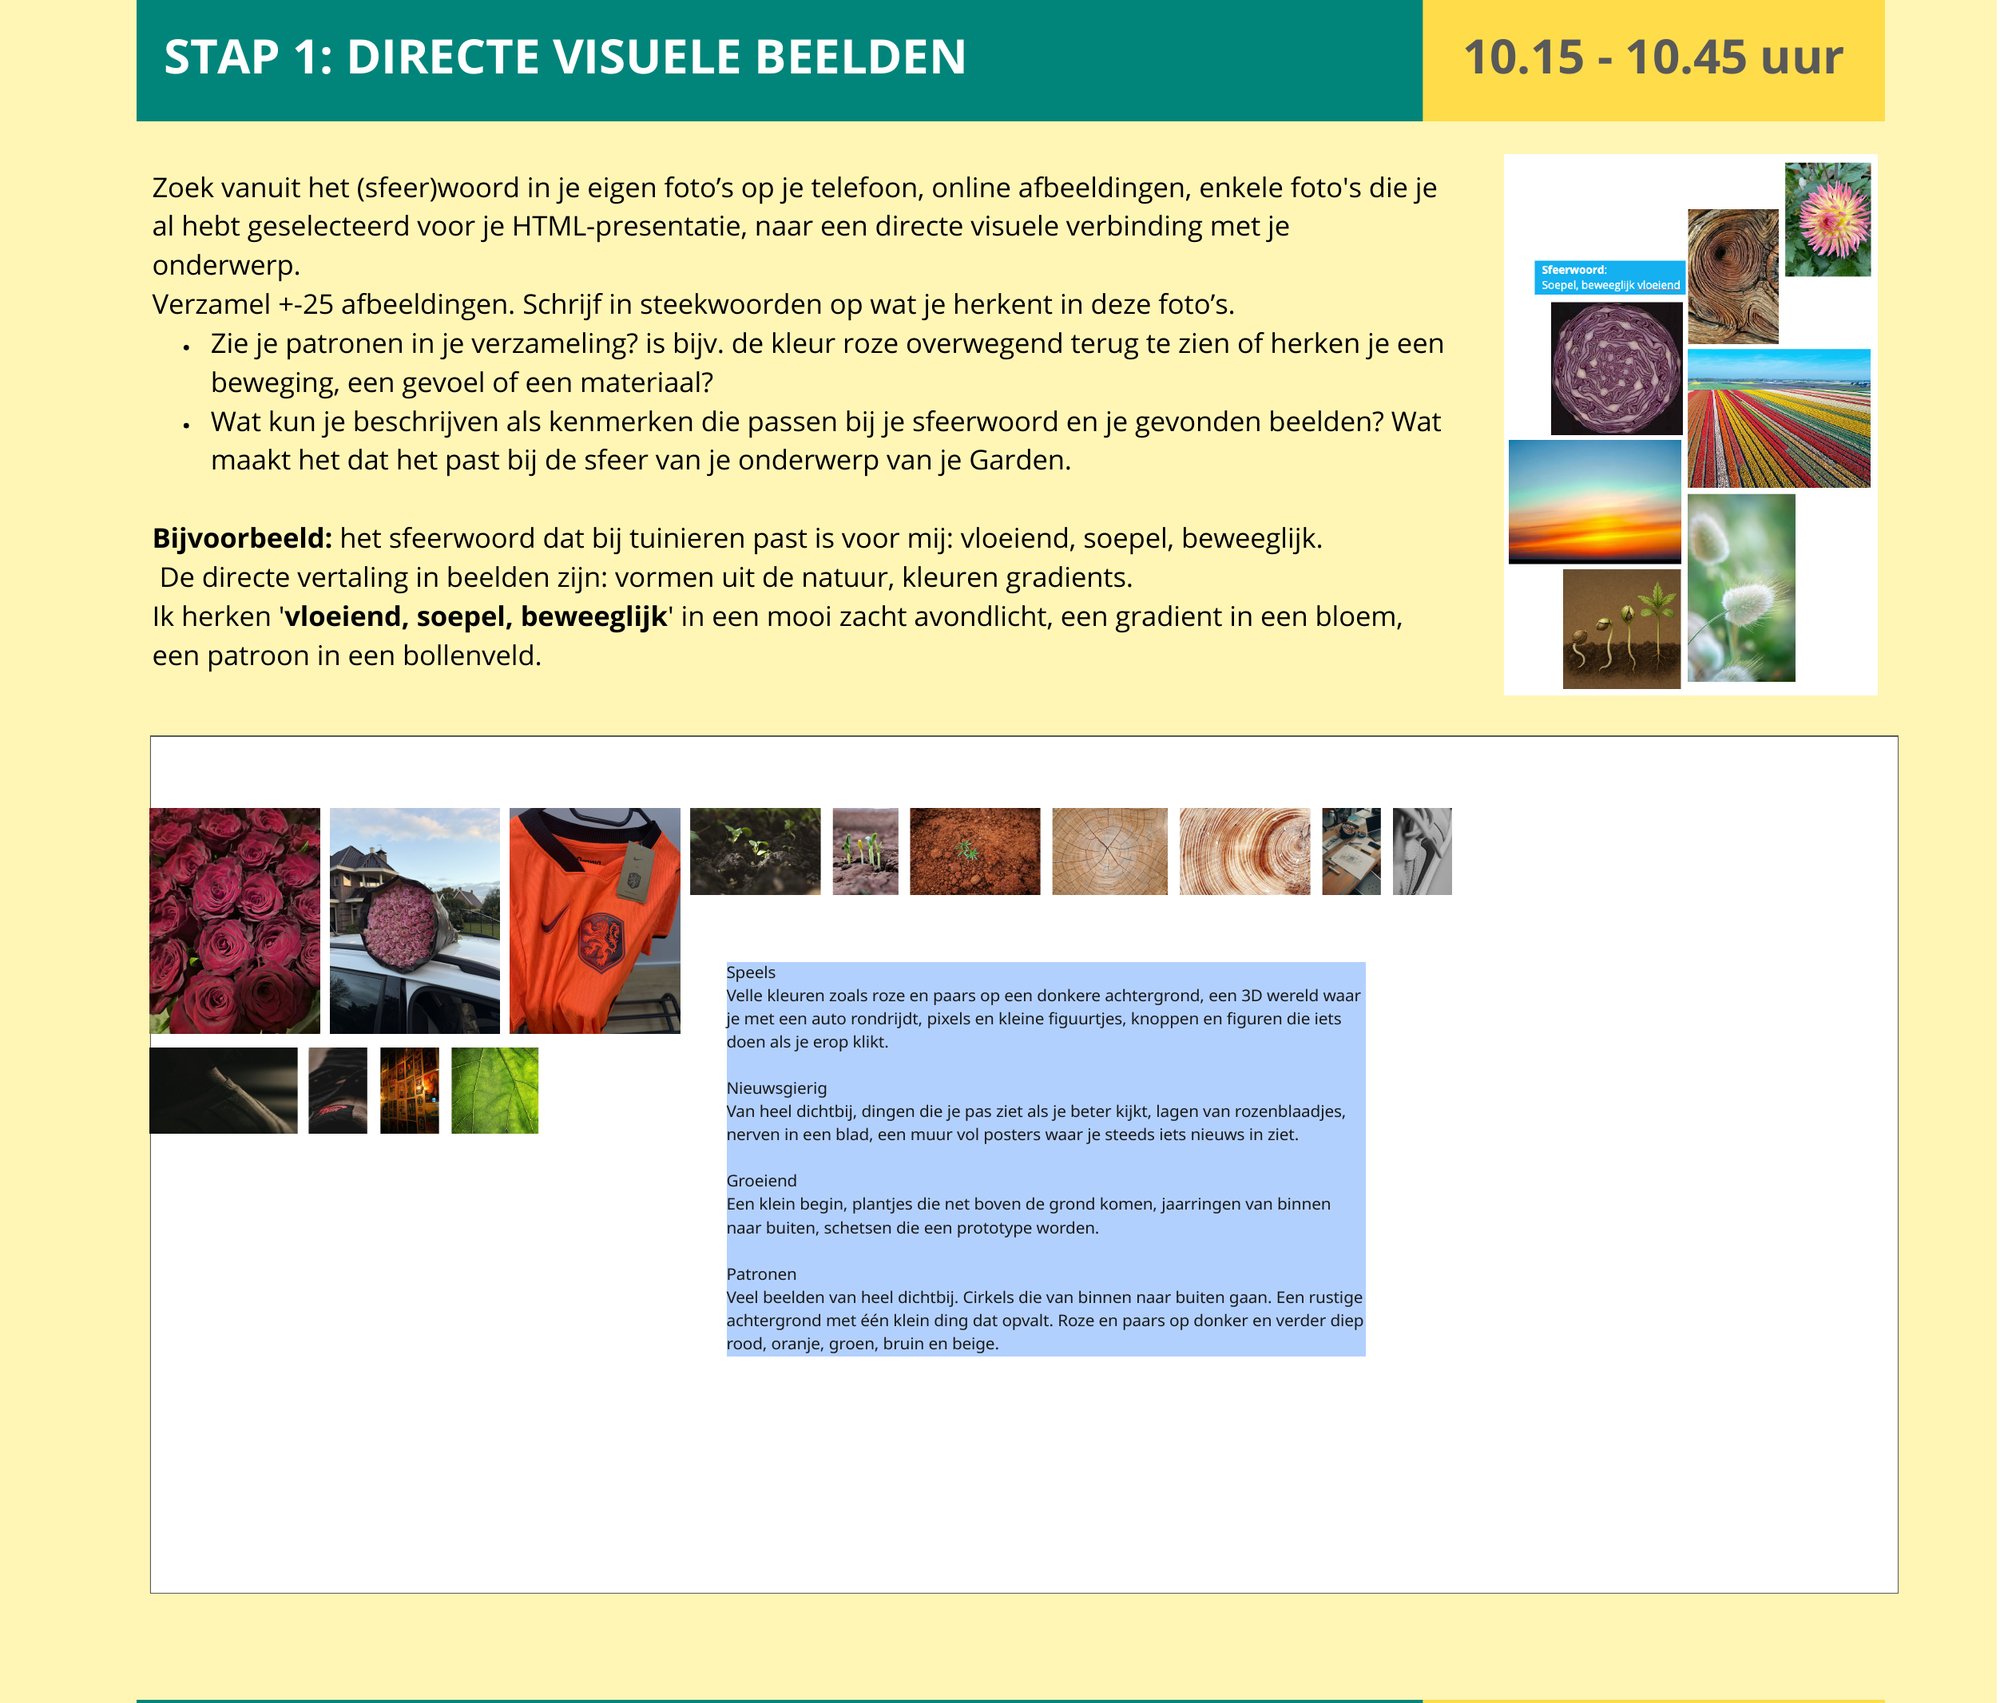 STAP 1: DIRECTE VISUELE BEELDEN
10.15 - 10.45 uur
Zoek vanuit het (sfeer)woord in je eigen foto’s op je telefoon, online afbeeldingen, enkele foto's die je
al hebt geselecteerd voor je HTML-presentatie, naar een directe visuele verbinding met je
onderwerp.
Verzamel +-25 afbeeldingen. Schrijf in steekwoorden op wat je herkent in deze foto’s.
• Zie je patronen in je verzameling? is bijv. de kleur roze overwegend terug te zien of herken je een
beweging, een gevoel of een materiaal?
• Wat kun je beschrijven als kenmerken die passen bij je sfeerwoord en je gevonden beelden? Wat
maakt het dat het past bij de sfeer van je onderwerp van je Garden.
Bijvoorbeeld: het sfeerwoord dat bij tuinieren past is voor mij: vloeiend, soepel, beweeglijk.
De directe vertaling in beelden zijn: vormen uit de natuur, kleuren gradients.
Ik herken 'vloeiend, soepel, beweeglijk' in een mooi zacht avondlicht, een gradient in een bloem,
een patroon in een bollenveld.
Sfeerwoord:
Soepel, beweeglijk vloeiend
Speels
Velle kleuren zoals roze en paars op een donkere achtergrond, een 3D wereld waar
je met een auto rondrijdt, pixels en kleine figuurtjes, knoppen en figuren die iets
doen als je erop klikt.
Nieuwsgierig
Van heel dichtbij, dingen die je pas ziet als je beter kijkt, lagen van rozenblaadjes,
nerven in een blad, een muur vol posters waar je steeds iets nieuws in ziet.
Groeiend
Een klein begin, plantjes die net boven de grond komen, jaarringen van binnen
naar buiten, schetsen die een prototype worden.
Patronen
Veel beelden van heel dichtbij. Cirkels die van binnen naar buiten gaan. Een rustige
achtergrond met één klein ding dat opvalt. Roze en paars op donker en verder diep
rood, oranje, groen, bruin en beige.